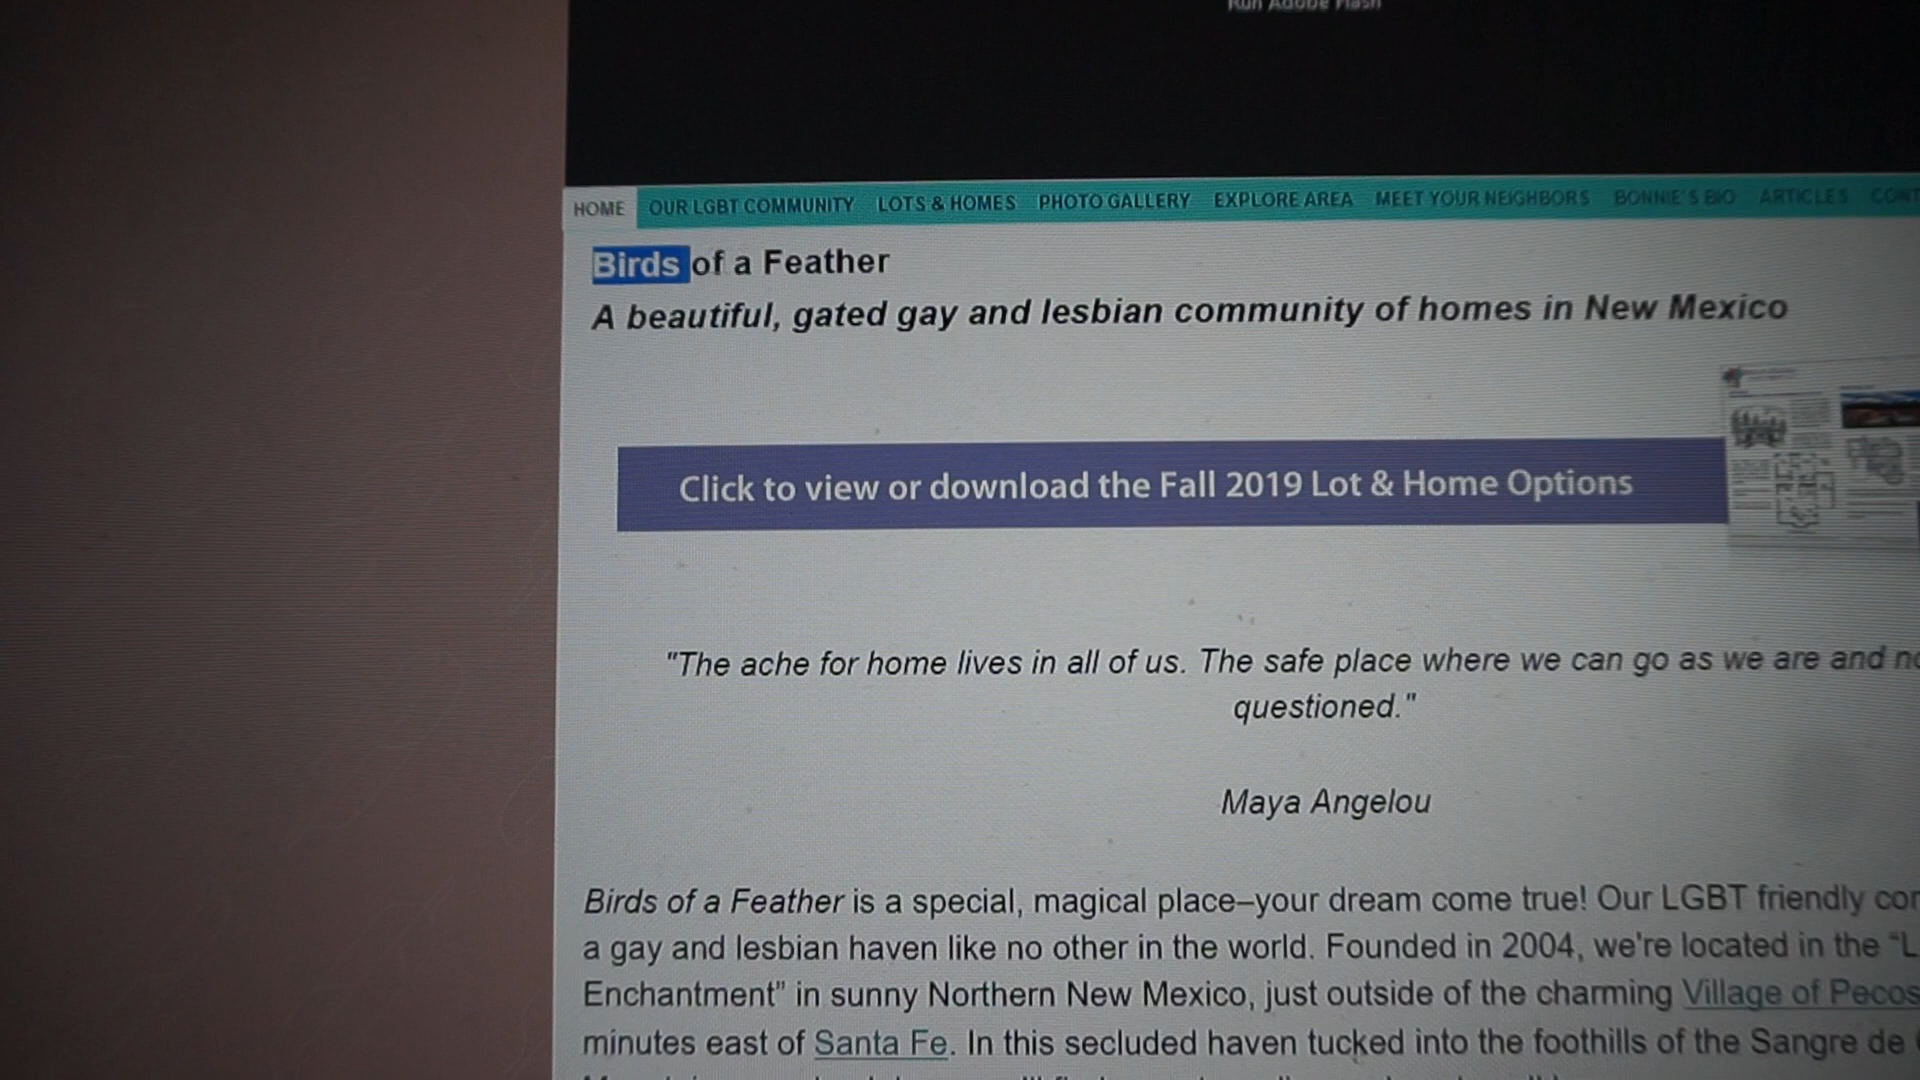 Run Adobe Flash
HOME OUR LGBT COMMUNITY LOTS & HOMES PHOTO GALLERY EXPLORE AREA MEET YOUR NEIGHBORS BONNIE'S BIO ARTICLES CONT
Birds of a Feather
A beautiful, gated gay and lesbian community of homes in New Mexico
Click to view or download the Fall 2019 Lot & Home Options
"The ache for home lives in all of us. The safe place where we can go as we are and
questioned."
Maya Angelou
Birds of a Feather is a special, magical place–your dream come true! Our LGBT friendly
a gay and lesbian haven like no other in the world. Founded in 2004, we're located in the “L
Enchantment” in sunny Northern New Mexico, just outside of the charming Village of Pecos
minutes east of Santa Fe. In this secluded haven tucked into the foothills of the Sangre de